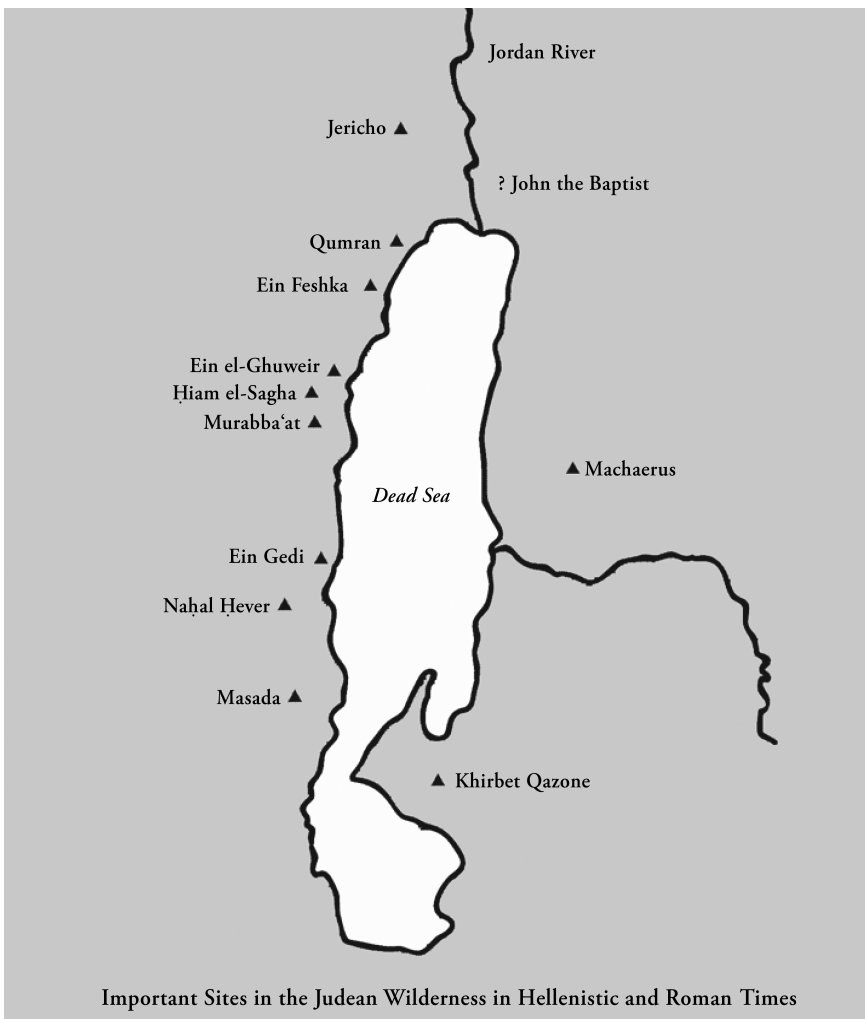 Jordan River
Jericho
? John the Baptist
Qumran
Ein Feshka
Ein el-Ghuweir
Ḥiam el-Sagha
Murabba‘at
Machaerus
Dead Sea
Ein Gedi
Naḥal Ḥever
Masada
Khirbet Qazone
Important Sites in the Judean Wilderness in Hellenistic and Roman Times